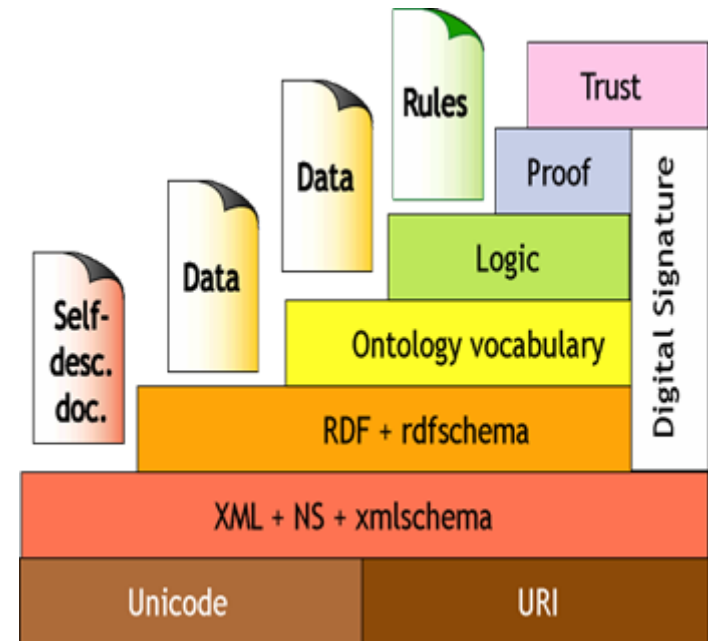 Rules
Trust
Data
Proof
Data
Logic
Self-
desc.
doc.
Ontology vocabulary
Digital Signature
RDF + rdfschema
XML + NS + xmlschema
Unicode
URI